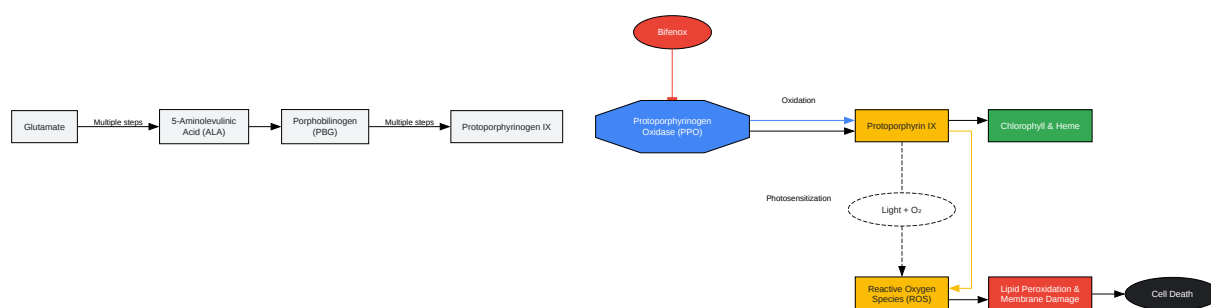 Bifenox
Oxidation
Glutamate
Multiple steps
5-Aminolevulinic
Acid (ALA)
Porphobilinogen
(PBG)
Multiple steps
Protoporphyrinogen IX
Protoporphyrinogen
Oxidase (PPO)
Protoporphyrin IX
Chlorophyll & Heme
Photosensitization
Light + O₂
Reactive Oxygen
Species (ROS)
Lipid Peroxidation &
Membrane Damage
Cell Death